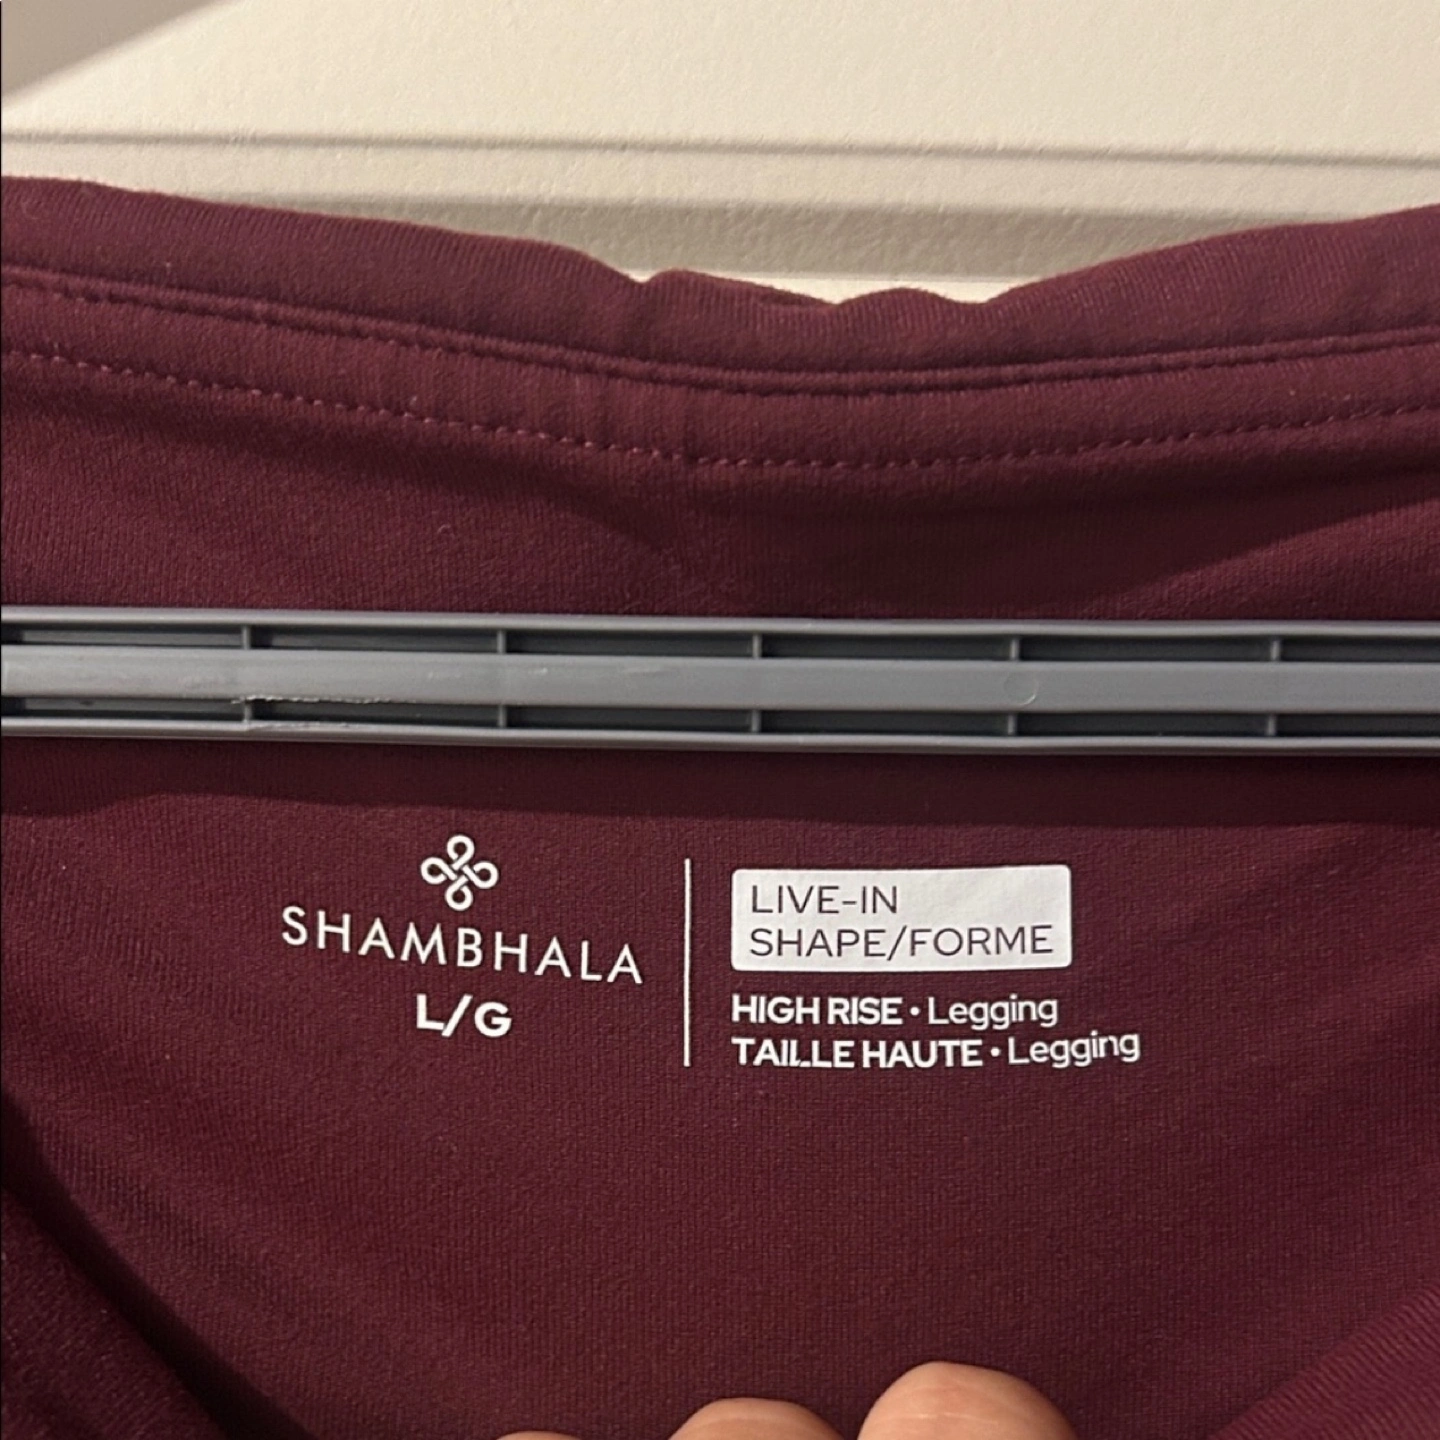 SHAMBHALA
L/G
LIVE-IN
SHAPE/FORME
HIGH RISE • Legging
TAILLE HAUTE • Legging